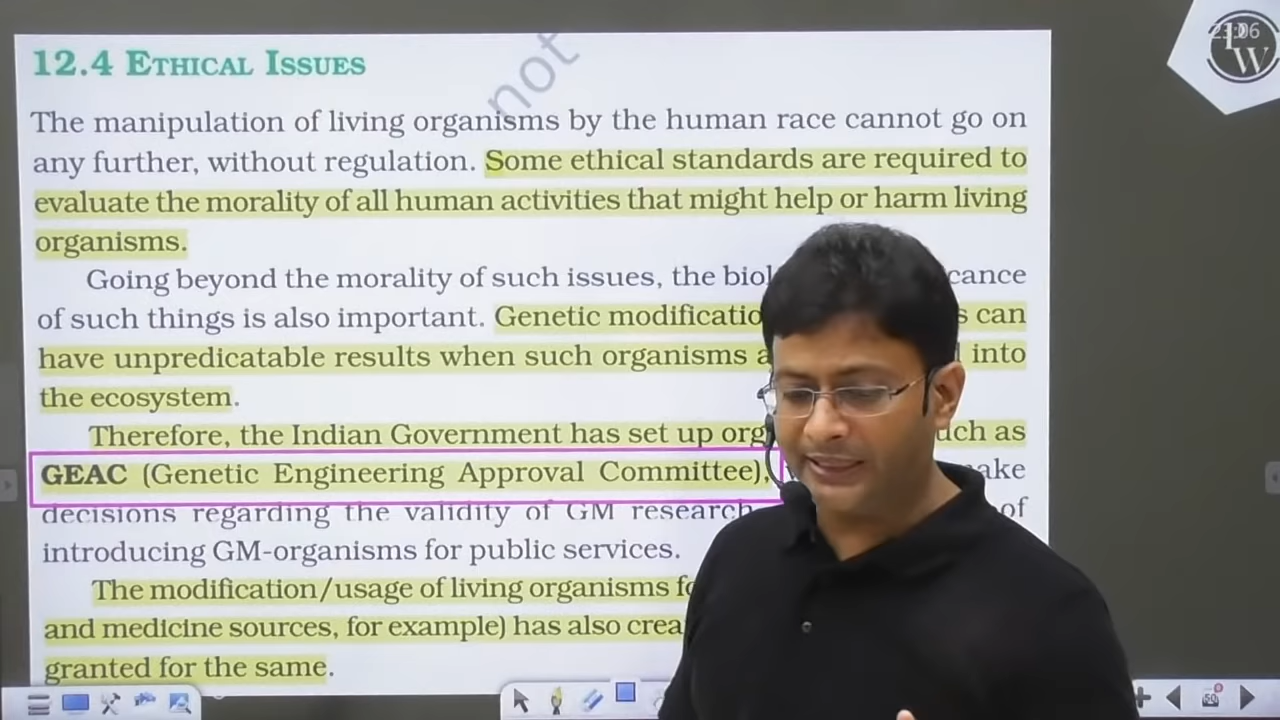 12.4 ETHICAL ISSUES
The manipulation of living organisms by the human race cannot go on
any further, without regulation. Some ethical standards are required to
evaluate the morality of all human activities that might help or harm living
organisms.
Going beyond the morality of such issues, the biol cance
of such things is also important. Genetic modificatio s can
have unpredicatable results when such organisms a into
the ecosystem.
Therefore, the Indian Government has set up org uch as
GEAC (Genetic Engineering Approval Committee), ake
decisions regarding the validity of GM research of
introducing GM-organisms for public services.
The modification/usage of living organisms fo
and medicine sources, for example) has also crea
granted for the same.
not
23:06
PW
50